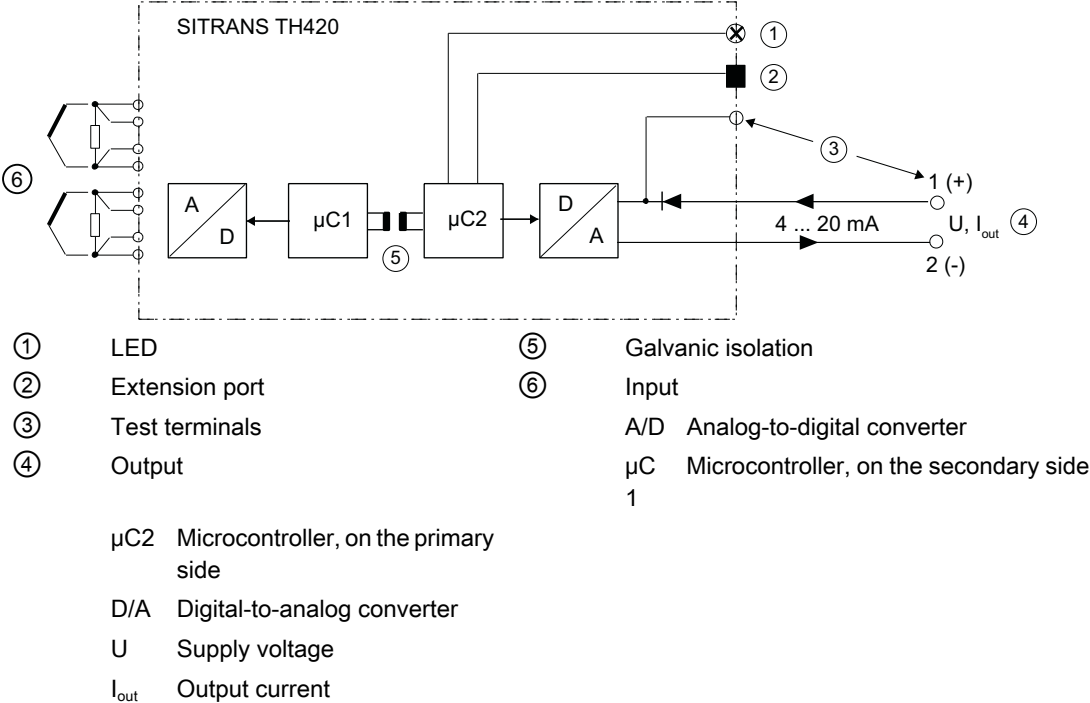 SITRANS TH420
①
②
③
⑥
1 (+)
A
D
µC1
µC2
D
A
4 ... 20 mA
U, Iout ④
⑤
2 (-)
① LED
② Extension port
③ Test terminals
④ Output
µC2 Microcontroller, on the primary
side
D/A Digital-to-analog converter
U Supply voltage
Iout Output current
⑤ Galvanic isolation
⑥ Input
A/D Analog-to-digital converter
µC Microcontroller, on the secondary side
1